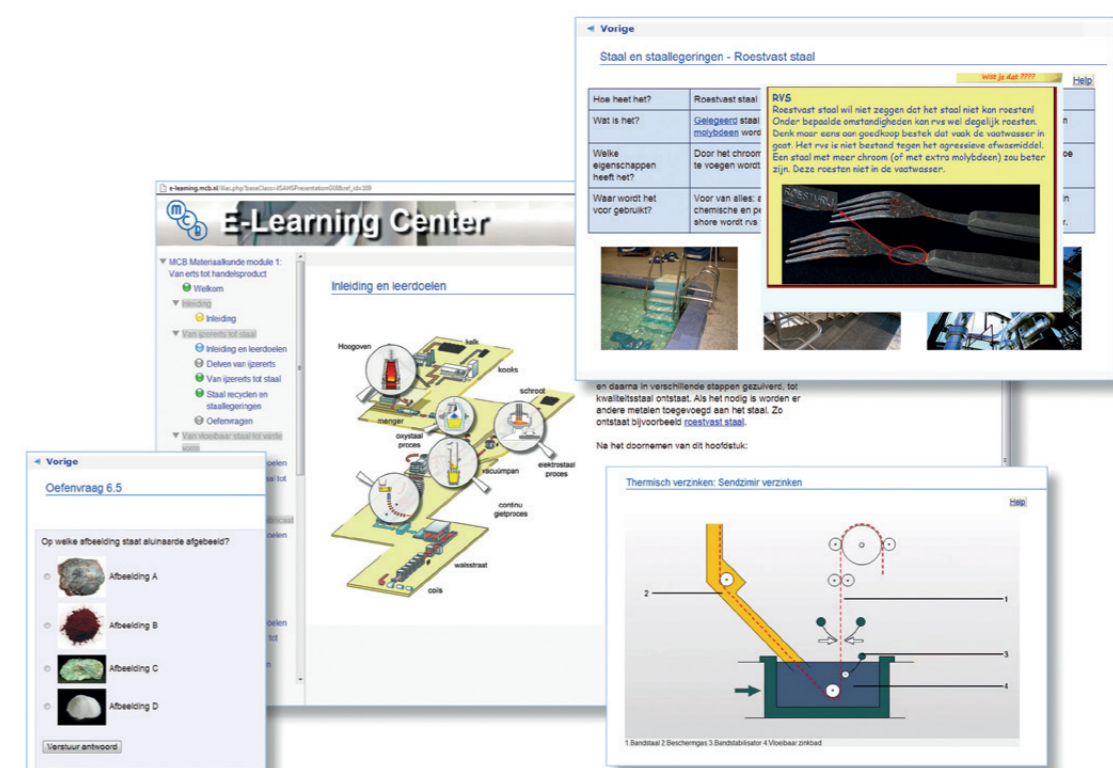 Vorige
Staal en staallegeringen - Roestvast staal
Wist je dat ????
Help
Hoe heet het?
Roestvast staal
Wat is het?
Gelegeerd staal
molybdeen word
Welke
eigenschappen
heeft het?
Door het chroom
te voegen wordt
Waar wordt het
voor gebruikt?
Voor van alles: a
chemische en pe
shore wordt rvs
RVS
Roestvast staal wil niet zeggen dat het staal niet kan roesten!
Onder bepaalde omstandigheden kan rvs wel degelijk roesten.
Denk maar eens aan goedkoop bestek dat vaak de vaatwasser in
gaat. Het rvs is niet bestand tegen het agressieve afwasmiddel.
Een staal met meer chroom (of met extra molybdeen) zou beter
zijn. Deze roesten niet in de vaatwasser.
ROESTVRIJ
e-learning.mcb.nl
mcb
E-Learning Center
MCB Materiaalkunde module 1:
Van erts tot handelsproduct
Welkom
Inleiding
Inleiding
Van ijzererts tot staal
Inleiding en leerdoelen
Delven van ijzererts
Van ijzererts tot staal
Staal recyclen en
staallegeringen
Oefenvragen
Van vloeibaar staal tot vaste
vorm
Inleiding en leerdoelen
Hoogoven
kalk
kooks
schroot
menger
oxystaal
proces
vacuümpan
elektrostaal
proces
continu
gietproces
walsstraat
coils
en daarna in verschillende stappen gezuiverd, tot
kwaliteitsstaal ontstaat. Als het nodig is worden er
andere metalen toegevoegd aan het staal. Zo
ontstaat bijvoorbeeld roestvast staal.
Na het doornemen van dit hoofdstuk:
Vorige
Oefenvraag 6.5
Op welke afbeelding staat aluinaarde afgebeeld?
Afbeelding A
Afbeelding B
Afbeelding C
Afbeelding D
Verstuur antwoord
Thermisch verzinken: Sendzimir verzinken
Help
2
1
3
4
1.Bandstaal 2.Beschermgas 3.Bandstabilisator 4.Vloeibaar zinkbad